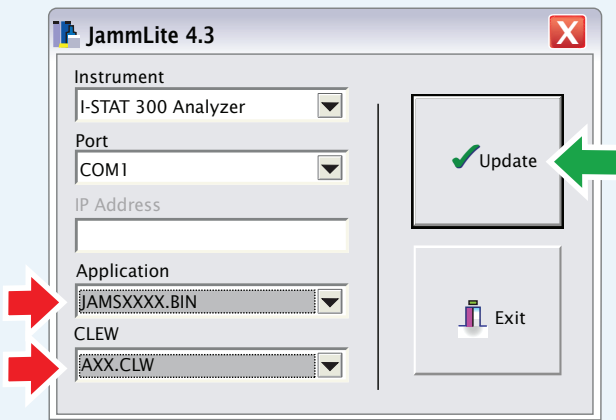 JammLite 4.3
Instrument
I-STAT 300 Analyzer
Port
COM1
IP Address
Application
JAMSXXXX.BIN
CLEW
AXX.CLW
Update
Exit